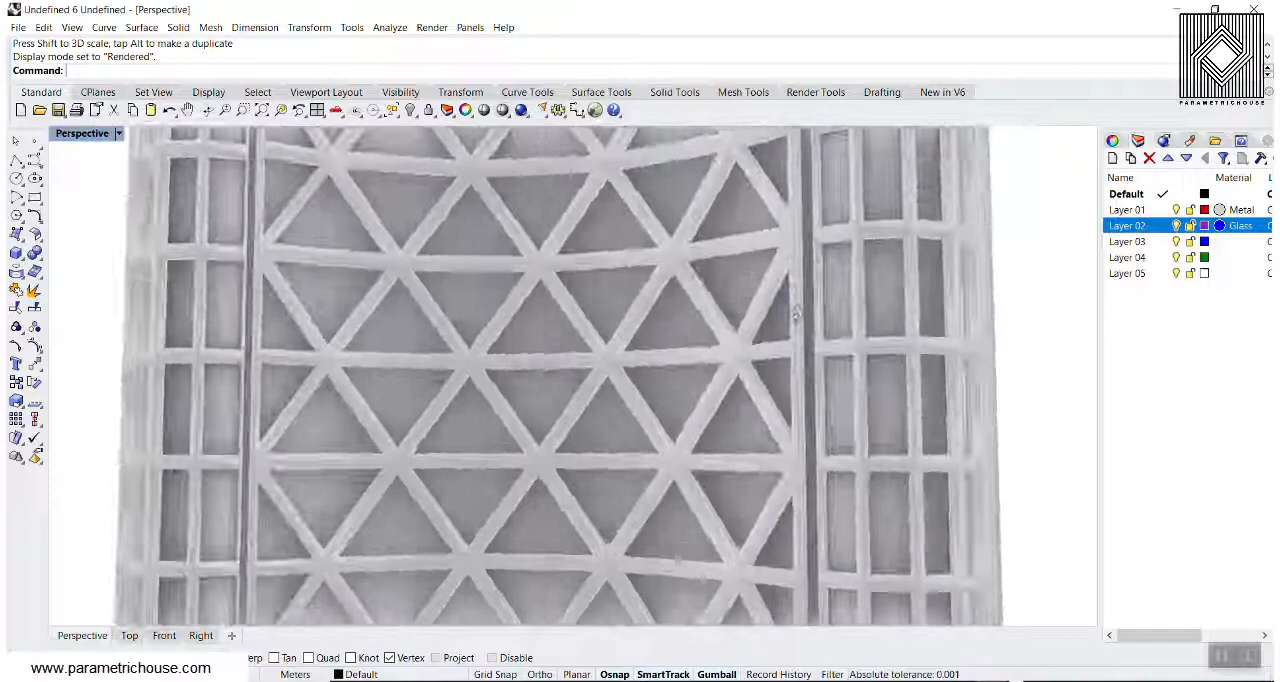 Undefined 6 Undefined - [Perspective]
File Edit View Curve Surface Solid Mesh Dimension Transform Tools Analyze Render Panels Help
Press Shift to 3D scale; tap Alt to make a duplicate
Display mode set to "Rendered".
Command:
Standard CPlanes Set View Display Select Viewport Layout Visibility Transform Curve Tools Surface Tools Solid Tools Mesh Tools Render Tools Drafting New in V6
PARAMETRICHOUSE
Perspective
Name Material
Default
Layer 01 Metal
Layer 02 Glass
Layer 03
Layer 04
Layer 05
Perspective Top Front Right
erp Tan Quad Knot Vertex Project Disable
www.parametrichouse.com
Meters Default Grid Snap Ortho Planar Osnap SmartTrack Gumball Record History Filter Absolute tolerance: 0.001